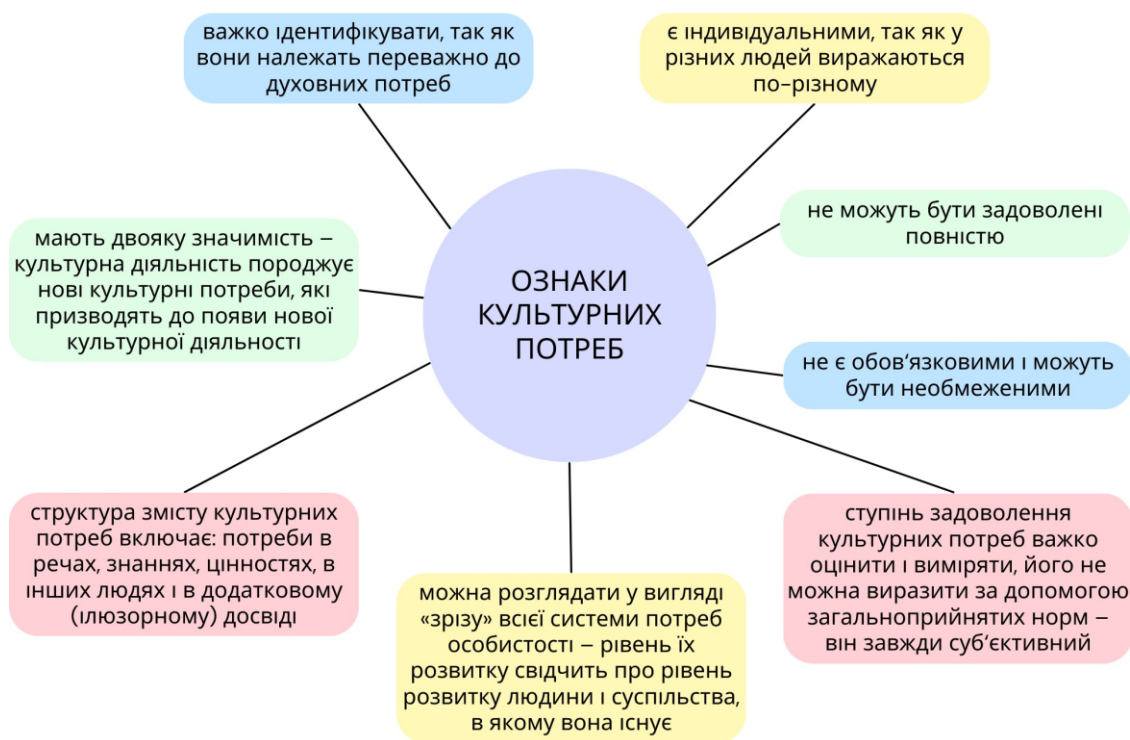 важко ідентифікувати, так як
вони належать переважно до
духовних потреб
є індивідуальними, так як у
різних людей виражаються
по-різному
мають двояку значимість –
культурна діяльність породжує
нові культурні потреби, які
призводять до появи нової
культурної діяльності
ОЗНАКИ
КУЛЬТУРНИХ
ПОТРЕБ
не можуть бути задоволені
повністю
не є обов‘язковими і можуть
бути необмеженими
структура змісту культурних
потреб включає: потреби в
речах, знаннях, цінностях, в
інших людях і в додатковому
(ілюзорному) досвіді
можна розглядати у вигляді
«зрізу» всієї системи потреб
особистості – рівень їх
розвитку свідчить про рівень
розвитку людини і суспільства,
в якому вона існує
ступінь задоволення
культурних потреб важко
оцінити і виміряти, його не
можна виразити за допомогою
загальноприйнятих норм –
він завжди суб‘єктивний